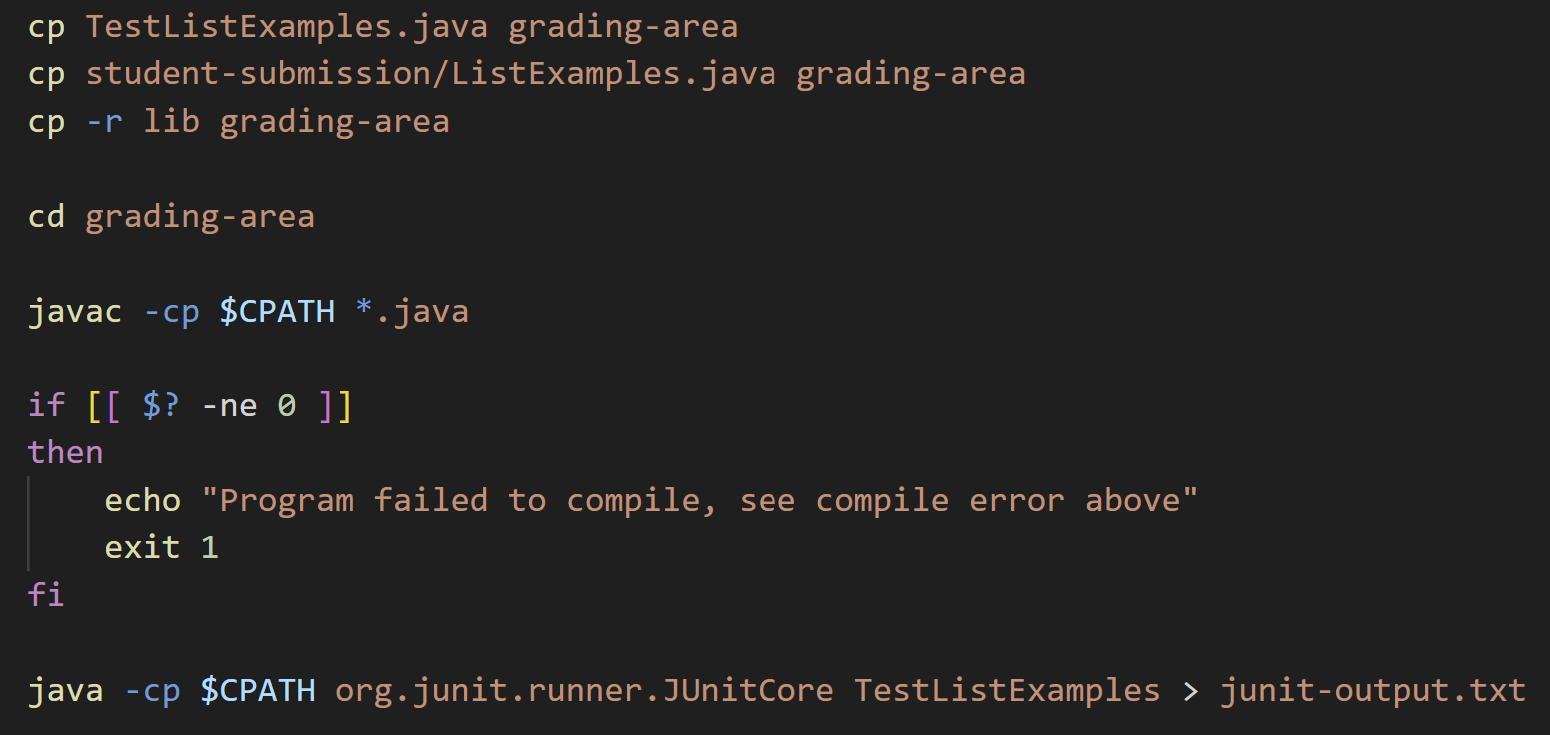 cp TestListExamples.java grading-area
cp student-submission/ListExamples.java grading-area
cp -r lib grading-area
cd grading-area
javac -cp $CPATH *.java
if [[ $? -ne 0 ]]
then
echo "Program failed to compile, see compile error above"
exit 1
fi
java -cp $CPATH org.junit.runner.JUnitCore TestListExamples > junit-output.txt